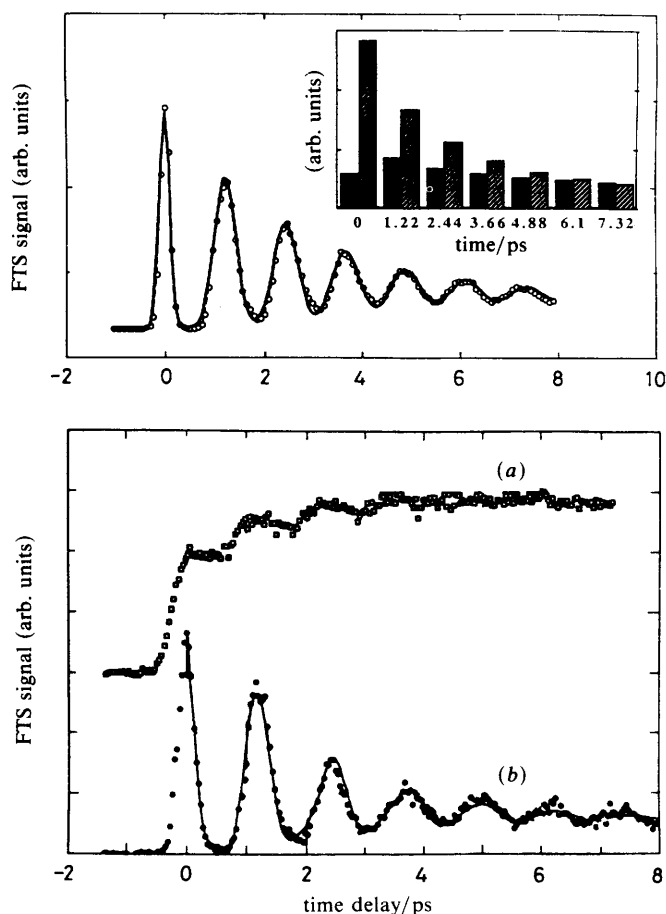 FTS signal (arb. units)
(arb. units)
0 1.22 2.44 3.66 4.88 6.1 7.32
time/ps
-2 0 2 4 6 8 10
FTS signal (arb. units)
(a)
(b)
-2 0 2 4 6 8
time delay/ps